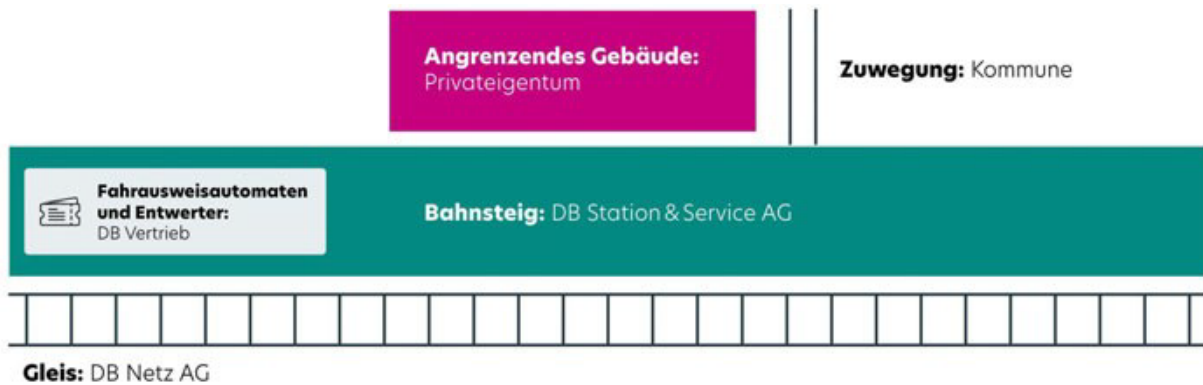 Angrenzendes Gebäude:
Privateigentum
Zuwegung: Kommune
Fahrausweisautomaten
und Entwerter:
DB Vertrieb
Bahnsteig: DB Station & Service AG
Gleis: DB Netz AG